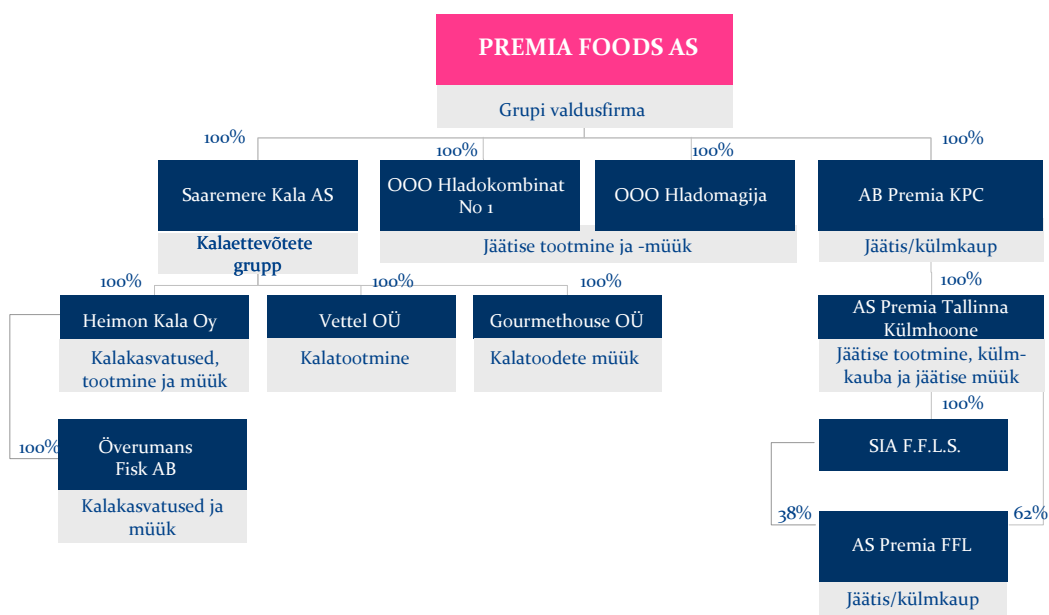 PREMIA FOODS AS
Grupi valdusfirma
100%
100%
100%
100%
Saaremere Kala AS
OOO Hladokombinat
No 1
OOO Hladomagija
AB Premia KPC
Kalaettevõtete
grupp
Jäätise tootmine ja -müük
Jäätis/külmkaup
100%
100%
100%
100%
Heimon Kala Oy
Vettel OÜ
Gourmethouse OÜ
AS Premia Tallinna
Külmhoone
Kalakasvatused,
tootmine ja müük
Kalatootmine
Kalatoodete müük
Jäätise tootmine, külm-
kauba ja jäätise müük
100%
100%
Överumans
Fisk AB
SIA F.F.L.S.
Kalakasvatused ja
müük
38%
62%
AS Premia FFL
Jäätis/külmkaup